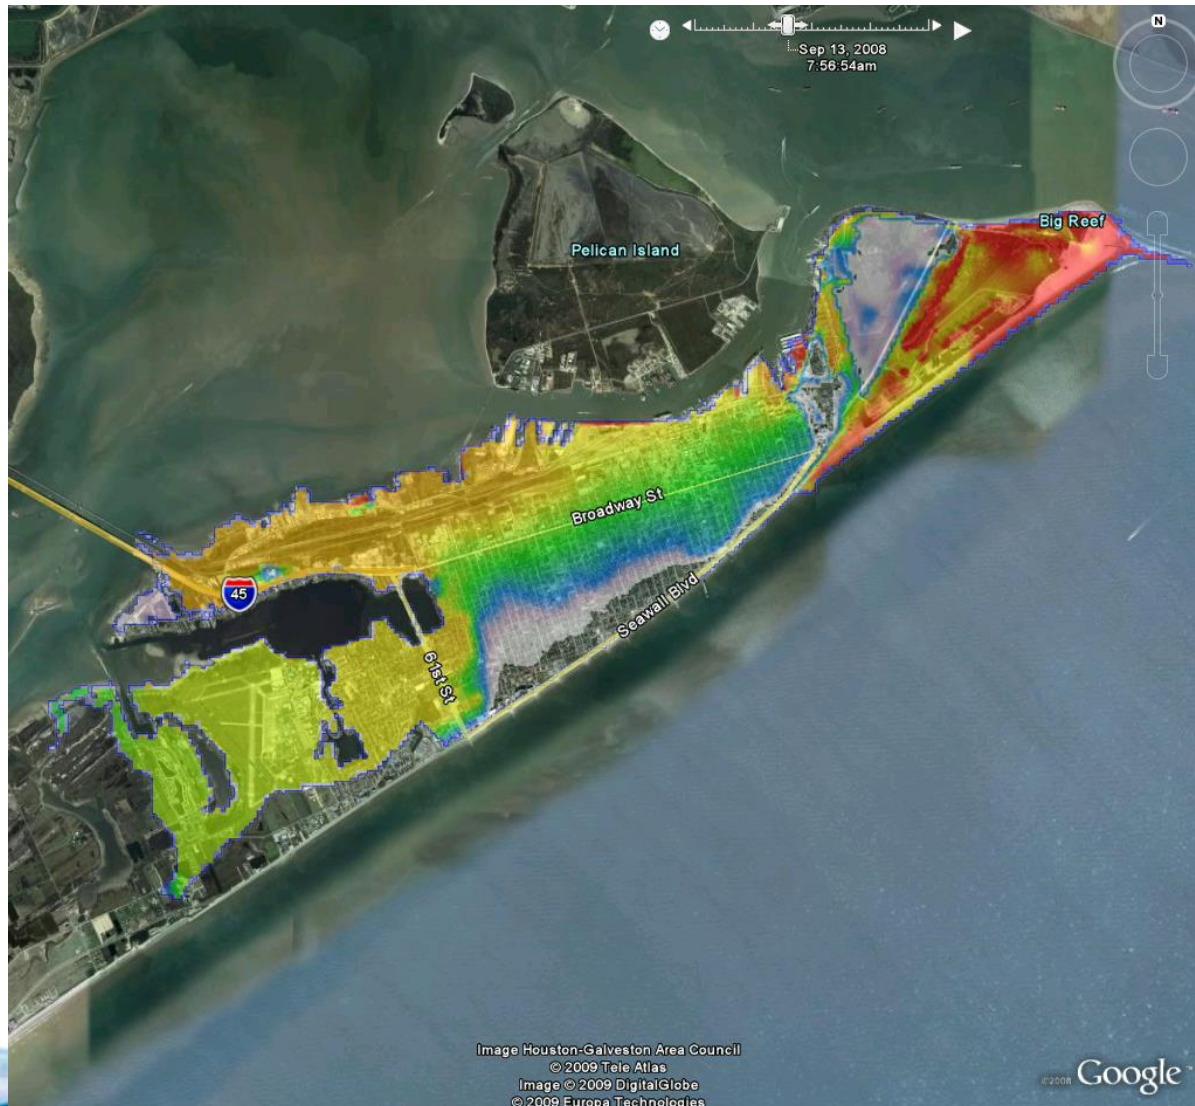 N
Sep 13, 2008
7:56:54am
Big Reef
Pelican Island
Broadway St
45
Seawall Blvd
61st St
Image Houston-Galveston Area Council
© 2009 Tele Atlas
Image © 2009 DigitalGlobe
© 2009 Europa Technologies
©2008 Google